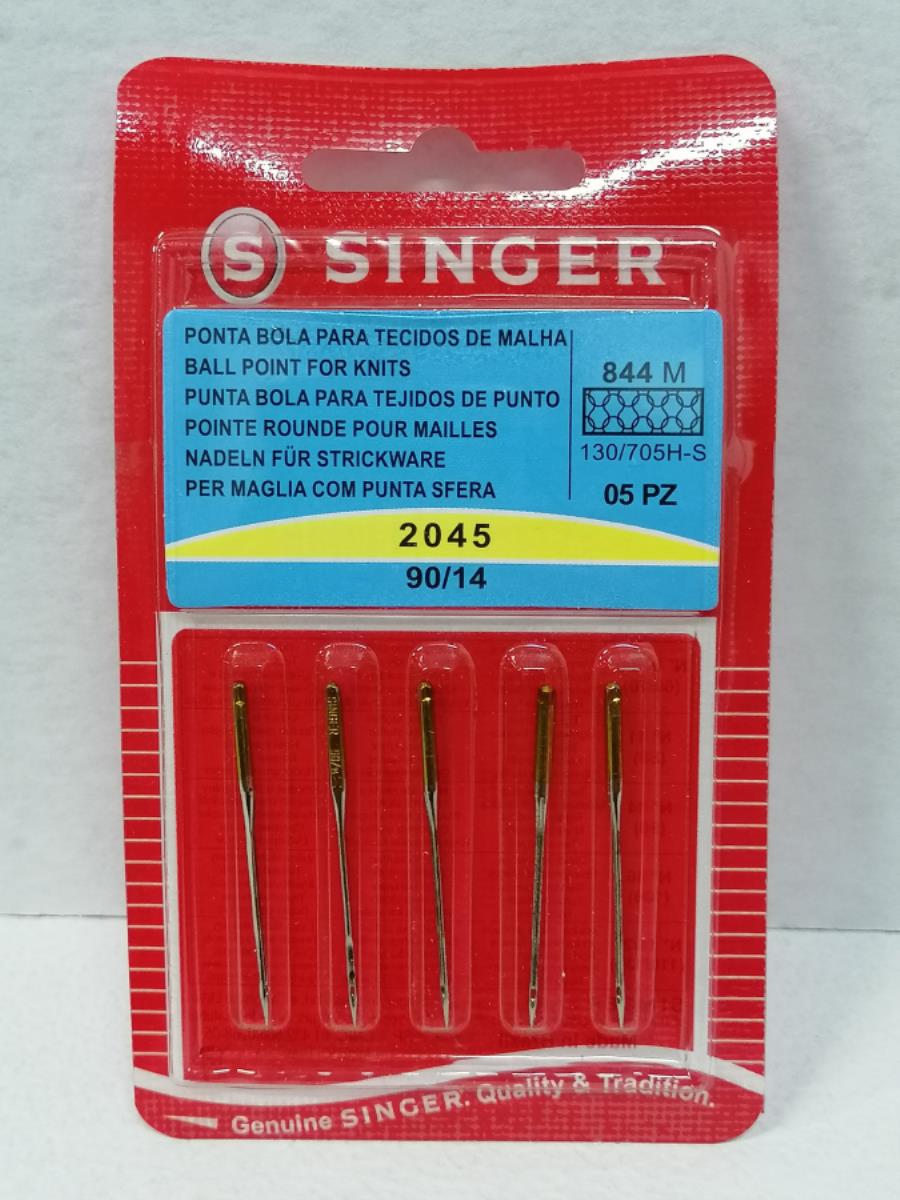 S SINGER
PONTA BOLA PARA TECIDOS DE MALHA
BALL POINT FOR KNITS
PUNTA BOLA PARA TEJIDOS DE PUNTO
POINTE ROUNDE POUR MAILLES
NADELN FÜR STRICKWARE
PER MAGLIA COM PUNTA SFERA
844 M
130/705H-S
05 PZ
2045
90/14
SINGER
Genuine SINGER. Quality & Tradition.